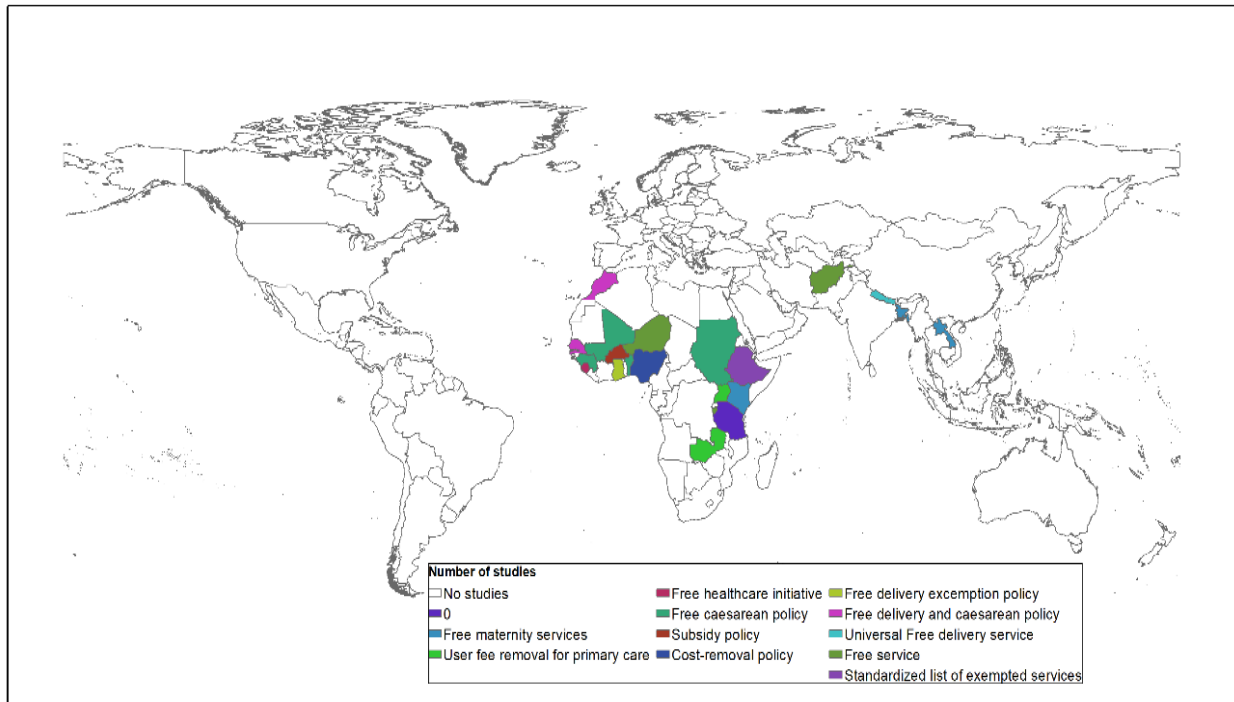 Number of studies
No studies
0
Free maternity services
User fee removal for primary care
Free healthcare initiative
Free caesarean policy
Subsidy policy
Cost-removal policy
Free delivery excemption policy
Free delivery and caesarean policy
Universal Free delivery service
Free service
Standardized list of exempted services